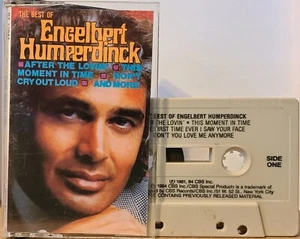 THE BEST OF
Engelbert
Humperdinck
■AFTER THE LOVIN' ■THIS
MOMENT IN TIME ■DON'T
CRY OUT LOUD ■AND MORE!
BEST OF ENGELBERT HUMPERDINCK
THE LOVIN' • THIS MOMENT IN TIME
FIRST TIME EVER I SAW YOUR FACE
DON'T YOU LOVE ME ANYMORE
SIDE
ONE
1981, 84 CBS Inc.
1984 CBS Inc./CBS Special Products is a trademark of
CBS Records/CBS Inc./51 W. 52 St., New York City
CONTAINS PREVIOUSLY RELEASED MATERIAL